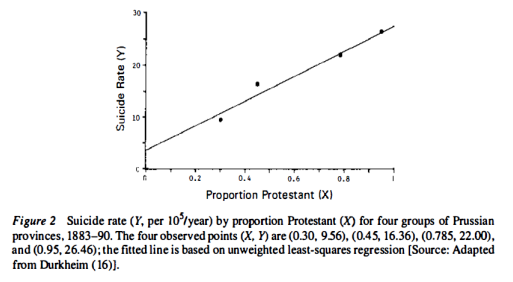 30
20
10
0
0
0.2
0.4
0.6
0.8
1
Suicide Rate (Y)
Proportion Protestant (X)
Figure 2 Suicide rate (Y, per 10⁵/year) by proportion Protestant (X) for four groups of Prussian
provinces, 1883–90. The four observed points (X, Y) are (0.30, 9.56), (0.45, 16.36), (0.785, 22.00),
and (0.95, 26.46); the fitted line is based on unweighted least-squares regression [Source: Adapted
from Durkheim (16)].